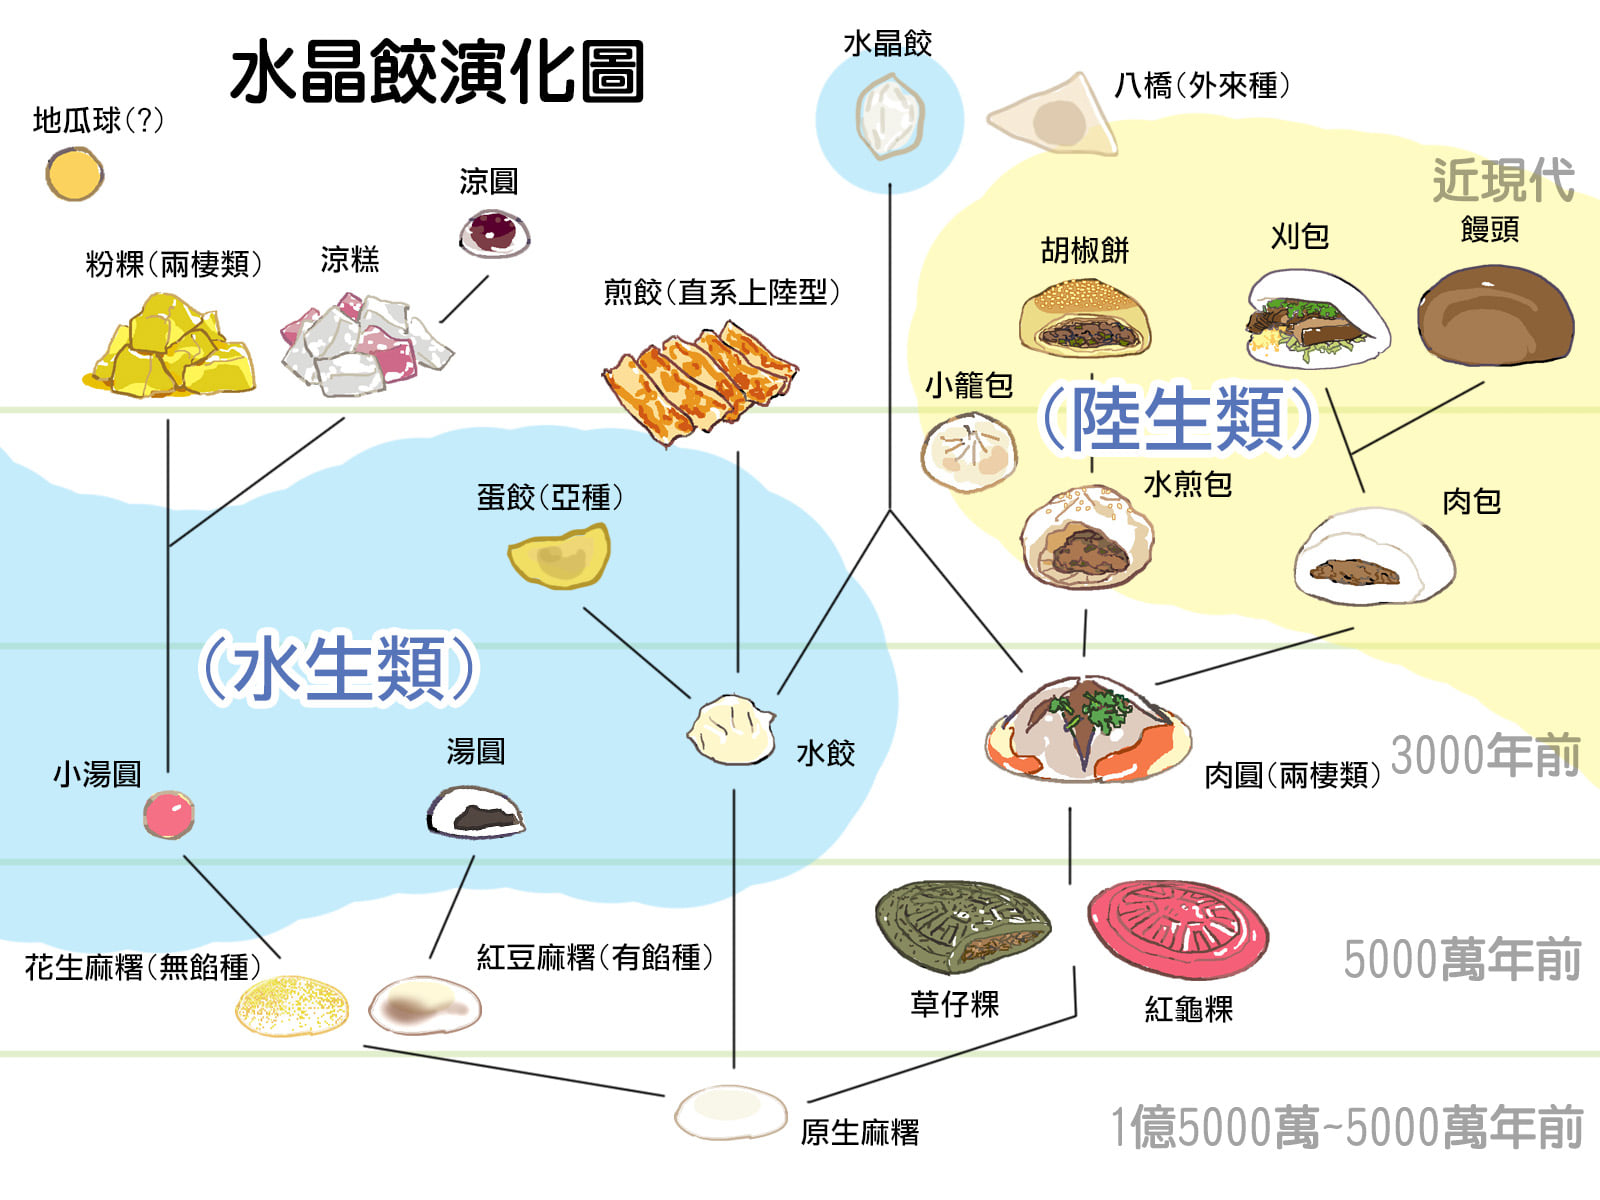 水晶餃演化圖
水晶餃
八橋(外來種)
地瓜球(?)
近現代
涼圓
粉粿(兩棲類)
涼糕
煎餃(直系上陸型)
胡椒餅
刈包
饅頭
小籠包
(陸生類)
水煎包
肉包
蛋餃(亞種)
(水生類)
小湯圓
湯圓
水餃
肉圓(兩棲類)
3000年前
花生麻糬(無餡種)
紅豆麻糬(有餡種)
草仔粿
紅龜粿
5000萬年前
原生麻糬
1億5000萬~5000萬年前